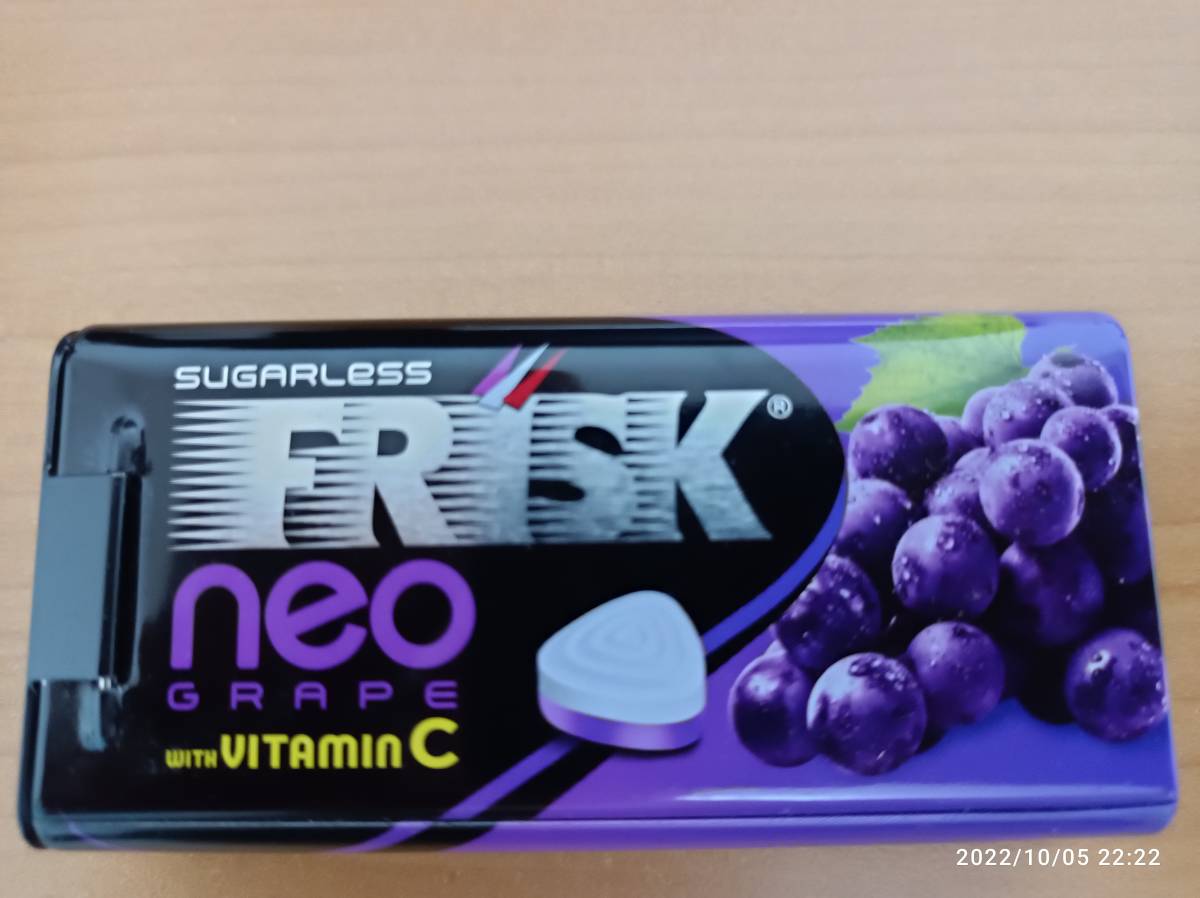 SUGARLESS
FRISK®
neo
GRAPE
WITH VITAMIN C
2022/10/05 22:22